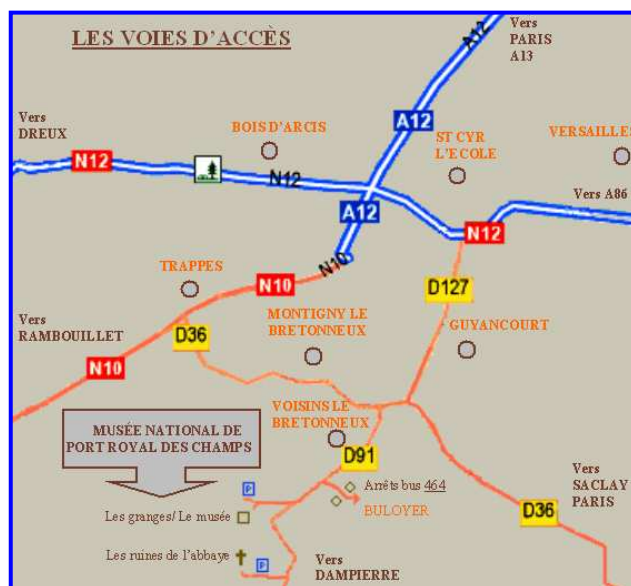 LES VOIES D'ACCÈS
A12
Vers
PARIS
A13
Vers
DREUX
BOIS D'ARCIS
A12
ST CYR
L'ECOLE
VERSAILLES
N12
N12
A12
Vers A86
N12
N10
TRAPPES
N10
D127
Vers
RAMBOUILLET
D36
MONTIGNY LE
BRETONNEUX
GUYANCOURT
N10
MUSÉE NATIONAL DE
PORT ROYAL DES CHAMPS
VOISINS LE
BRETONNEUX
D91
Vers
SACLAY
PARIS
P
Arrêts bus 464
BULOYER
D36
Les granges/ Le musée
Les ruines de l'abbaye
P
Vers
DAMPIERRE